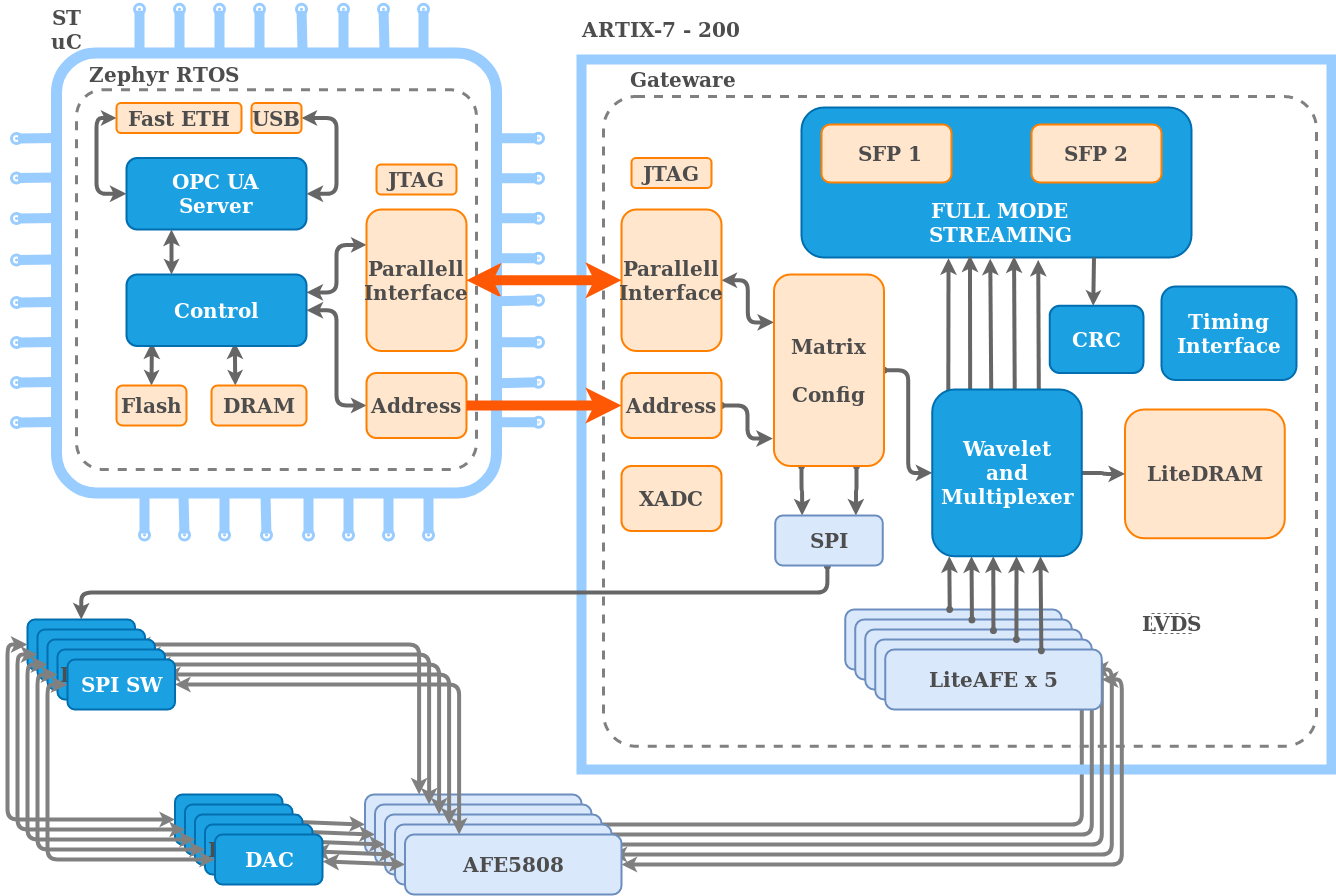 ST
uC
ARTIX-7 - 200
Zephyr RTOS
Gateware
Fast ETH
USB
OPC UA
Server
JTAG
Parallell
Interface
Control
Flash
DRAM
Address
JTAG
Parallell
Interface
Address
XADC
SFP 1
SFP 2
FULL MODE
STREAMING
Matrix
Config
CRC
Timing
Interface
Wavelet
and
Multiplexer
LiteDRAM
SPI
LVDS
LiteAFE x 5
SPI SW
DAC
AFE5808